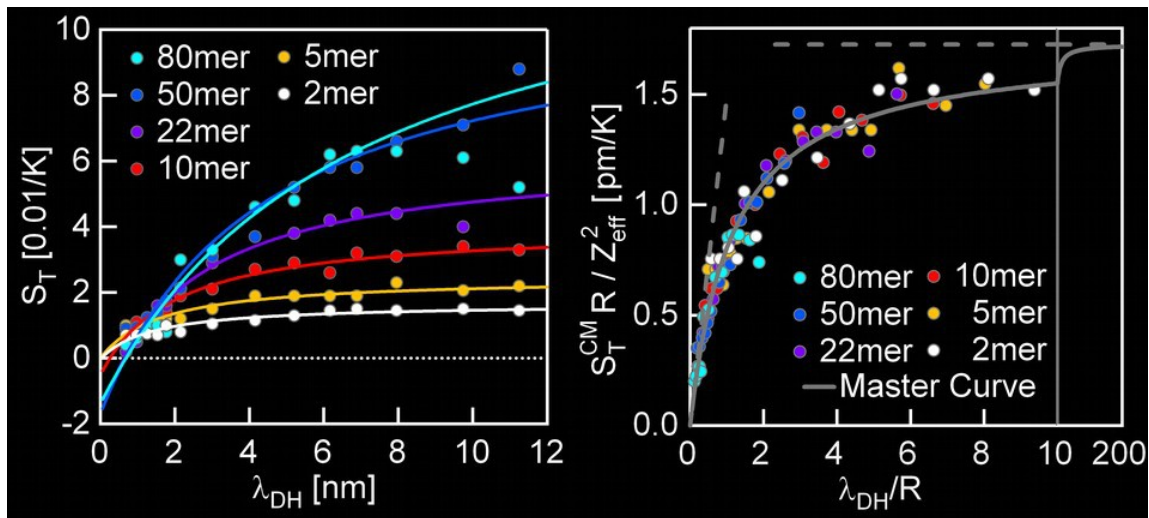 10
8
6
4
2
0
-2
S_T [0.01/K]
80mer
5mer
50mer
2mer
22mer
10mer
0 2 4 6 8 10 12
λ_DH [nm]
1.5
1.0
0.5
0.0
S_T^CM R / Z_eff^2 [pm/K]
80mer
10mer
50mer
5mer
22mer
2mer
Master Curve
0 2 4 6 8 10 200
λ_DH/R